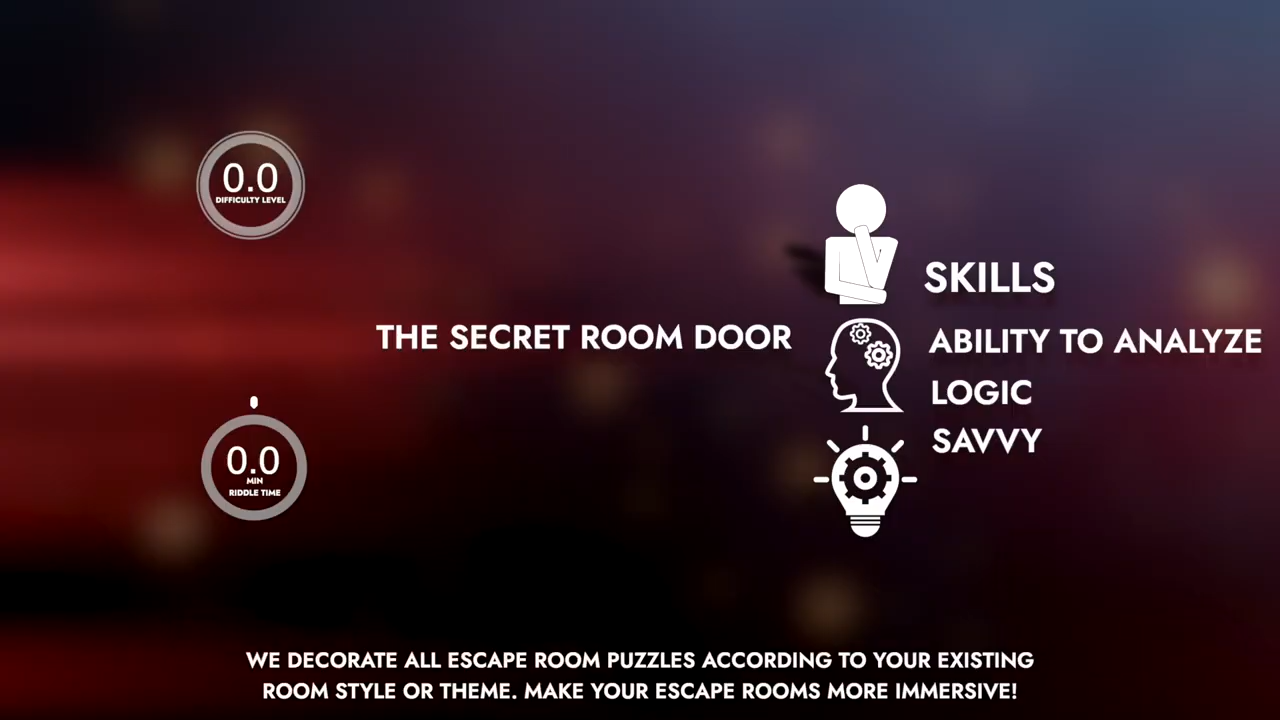 0.0
DIFFICULTY LEVEL
THE SECRET ROOM DOOR
SKILLS
ABILITY TO ANALYZE
LOGIC
SAVVY
0.0
MIN
RIDDLE TIME
WE DECORATE ALL ESCAPE ROOM PUZZLES ACCORDING TO YOUR EXISTING
ROOM STYLE OR THEME. MAKE YOUR ESCAPE ROOMS MORE IMMERSIVE!